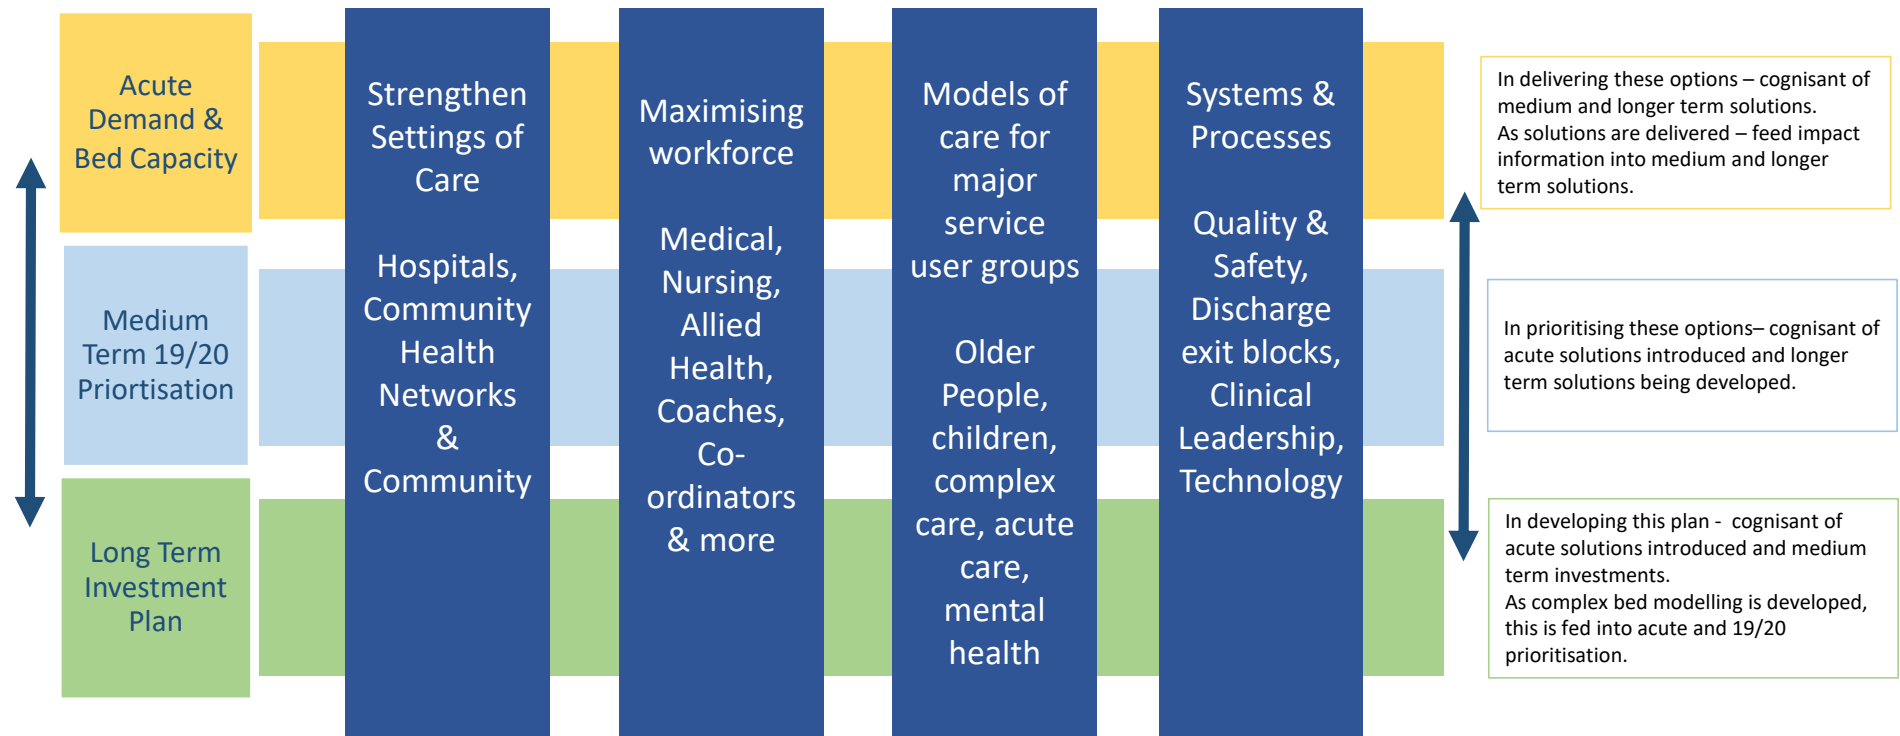 Acute
Demand &
Bed Capacity
Medium
Term 19/20
Priortisation
Long Term
Investment
Plan
Strengthen
Settings of
Care
Hospitals,
Community
Health
Networks
&
Community
Maximising
workforce
Medical,
Nursing,
Allied
Health,
Coaches,
Co-
ordinators
& more
Models of
care for
major
service
user groups
Older
People,
children,
complex
care, acute
care,
mental
health
Systems &
Processes
Quality &
Safety,
Discharge
exit blocks,
Clinical
Leadership,
Technology
In delivering these options – cognisant of
medium and longer term solutions.
As solutions are delivered – feed impact
information into medium and longer
term solutions.
In prioritising these options– cognisant of
acute solutions introduced and longer
term solutions being developed.
In developing this plan - cognisant of
acute solutions introduced and medium
term investments.
As complex bed modelling is developed,
this is fed into acute and 19/20
prioritisation.